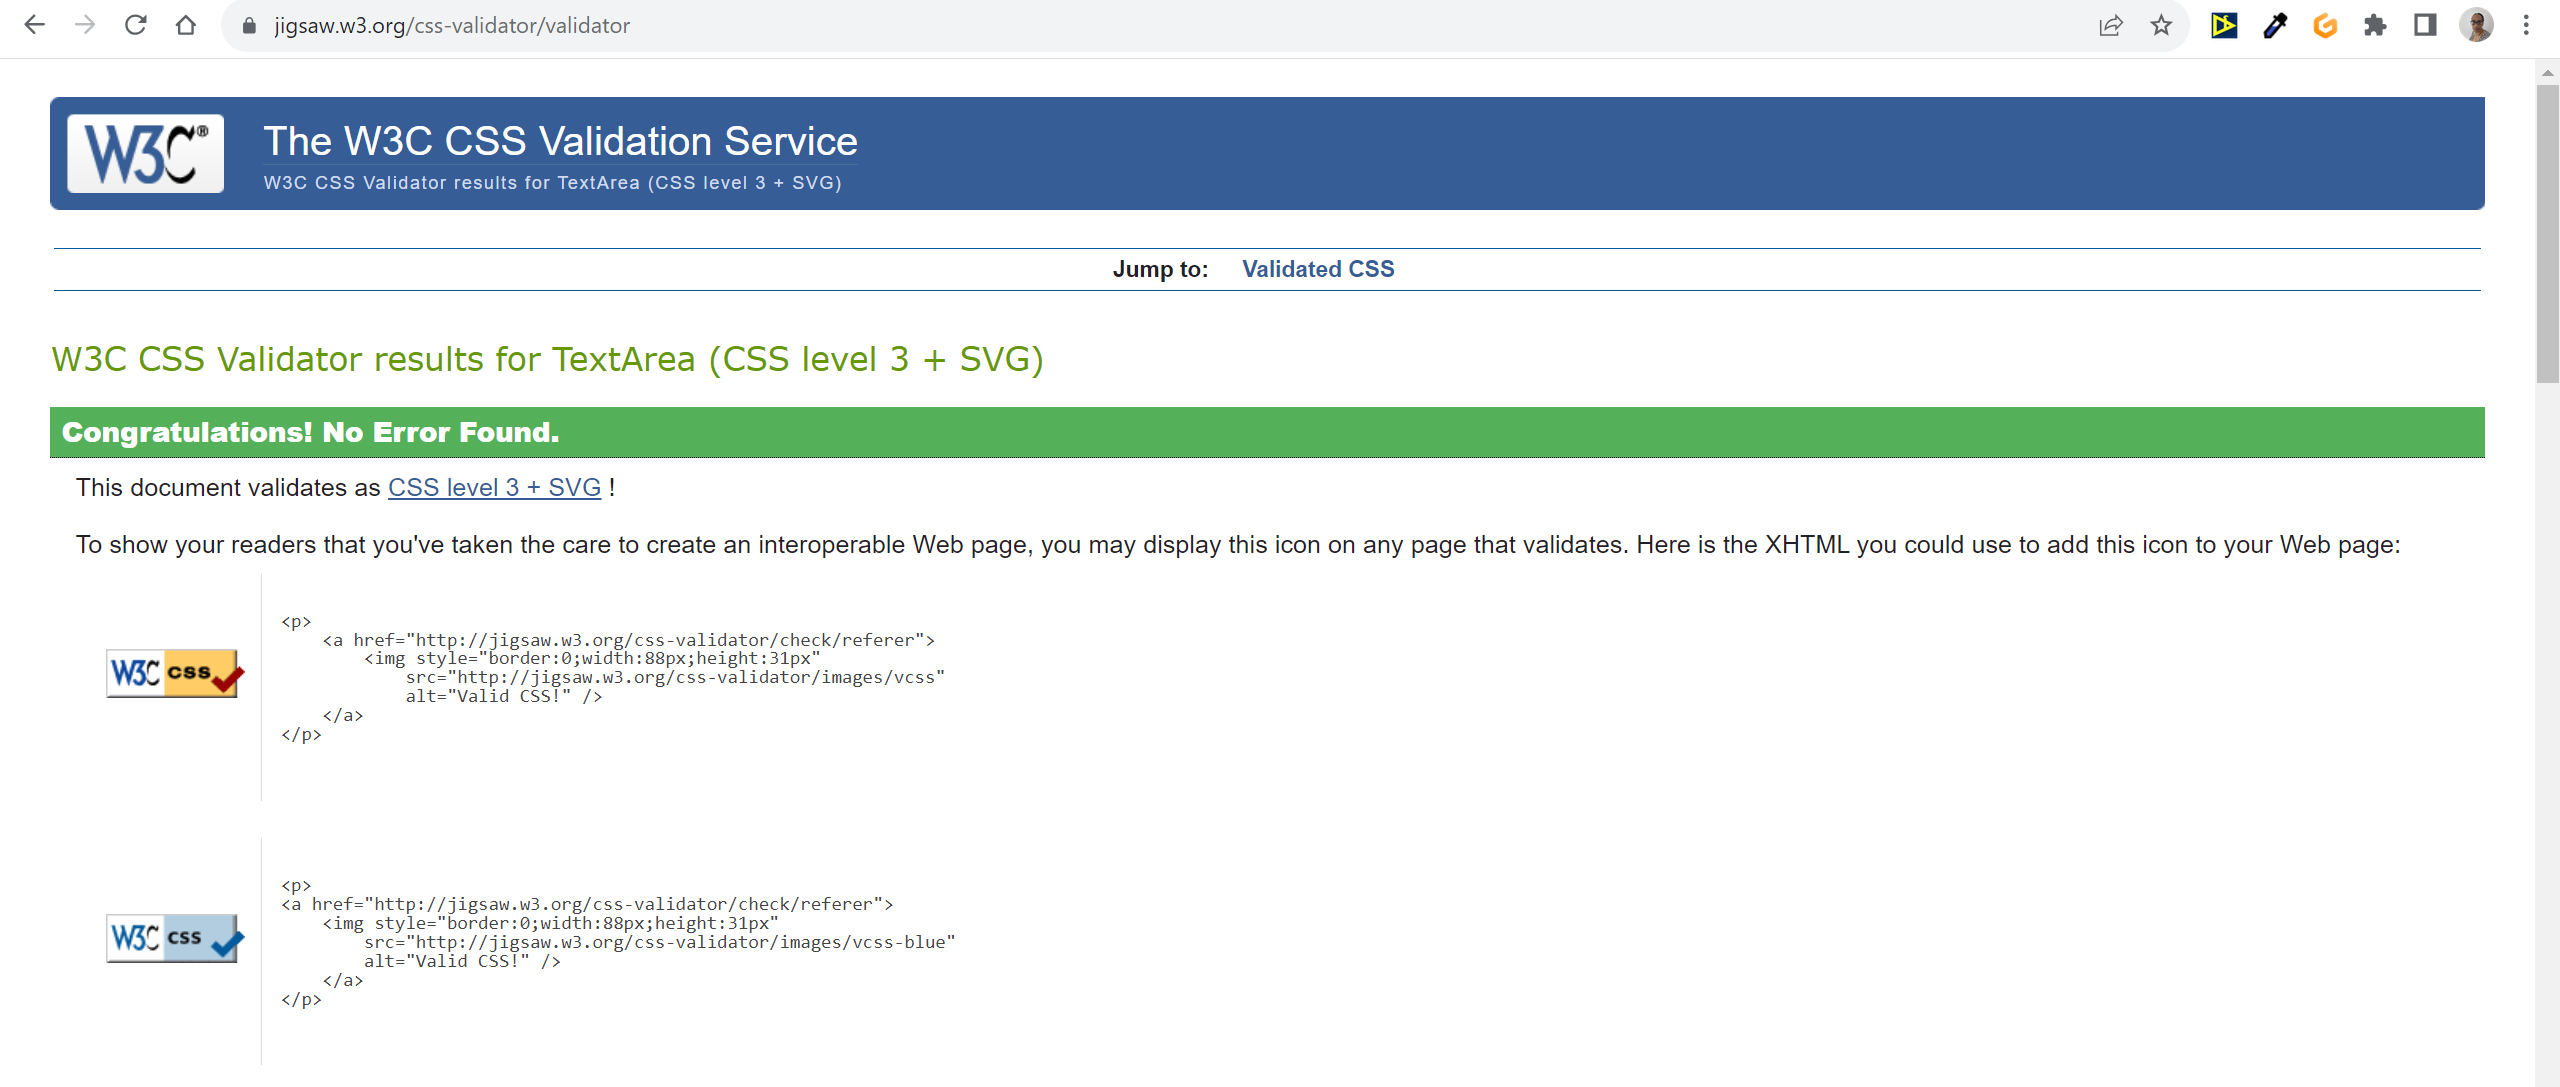 jigsaw.w3.org/css-validator/validator
W3C®
The W3C CSS Validation Service
W3C CSS Validator results for TextArea (CSS level 3 + SVG)
Jump to: Validated CSS
W3C CSS Validator results for TextArea (CSS level 3 + SVG)
Congratulations! No Error Found.
This document validates as CSS level 3 + SVG !
To show your readers that you've taken the care to create an interoperable Web page, you may display this icon on any page that validates. Here is the XHTML you could use to add this icon to your Web page:
W3C css
<p>
<a href="http://jigsaw.w3.org/css-validator/check/referer">
<img style="border:0;width:88px;height:31px"
src="http://jigsaw.w3.org/css-validator/images/vcss"
alt="Valid CSS!" />
</a>
</p>
W3C css
<p>
<a href="http://jigsaw.w3.org/css-validator/check/referer">
<img style="border:0;width:88px;height:31px"
src="http://jigsaw.w3.org/css-validator/images/vcss-blue"
alt="Valid CSS!" />
</a>
</p>